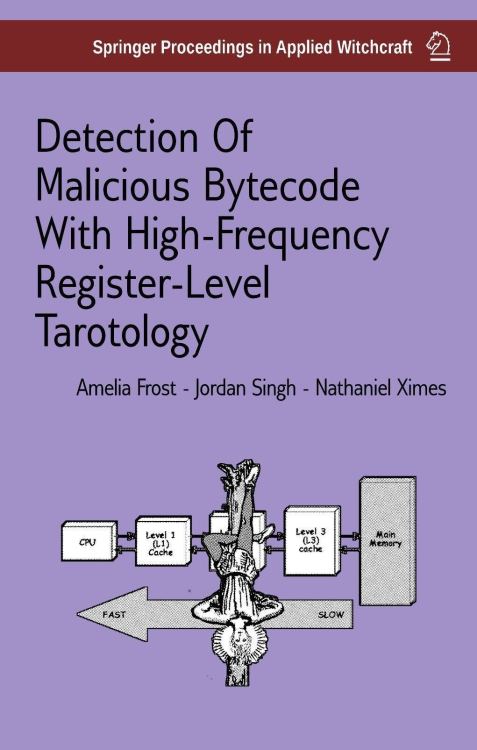 Springer Proceedings in Applied Witchcraft
Detection Of
Malicious Bytecode
With High-Frequency
Register-Level
Tarotology
Amelia Frost - Jordan Singh - Nathaniel Ximes
CPU
Level 1
(L1)
Cache
Level 3
(L3)
cache
Main
Memory
FAST
SLOW